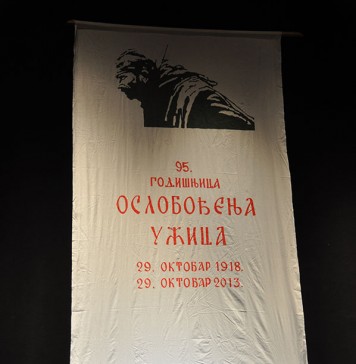 95.
ГОДИШЊИЦА
ОСЛОБОЂЕЊА
УЖИЦА
29. ОКТОБАР 1918.
29. ОКТОБАР 2013.